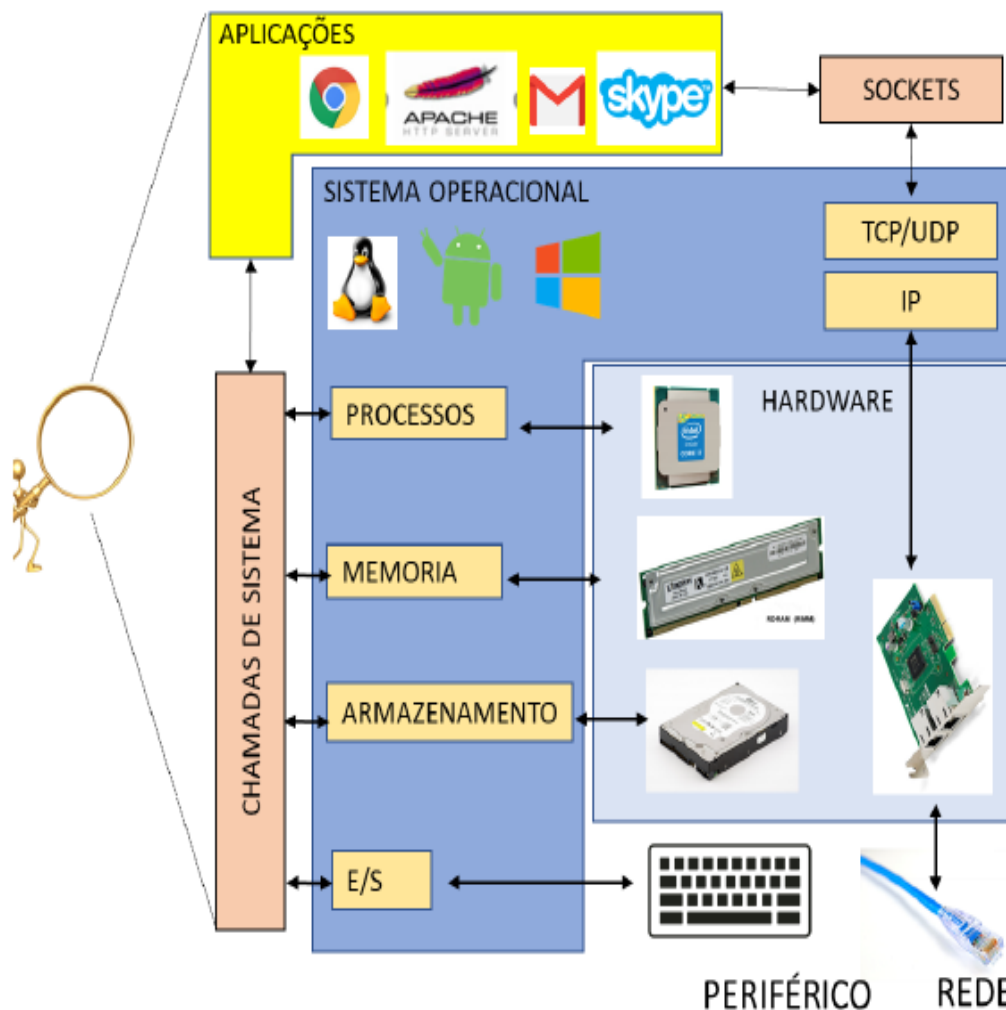 APLICAÇÕES
APACHE
HTTP SERVER
skype
SOCKETS
SISTEMA OPERACIONAL
TCP/UDP
IP
HARDWARE
PROCESSOS
intel
MEMORIA
ARMAZENAMENTO
E/S
CHAMADAS DE SISTEMA
PERIFÉRICO
REDE